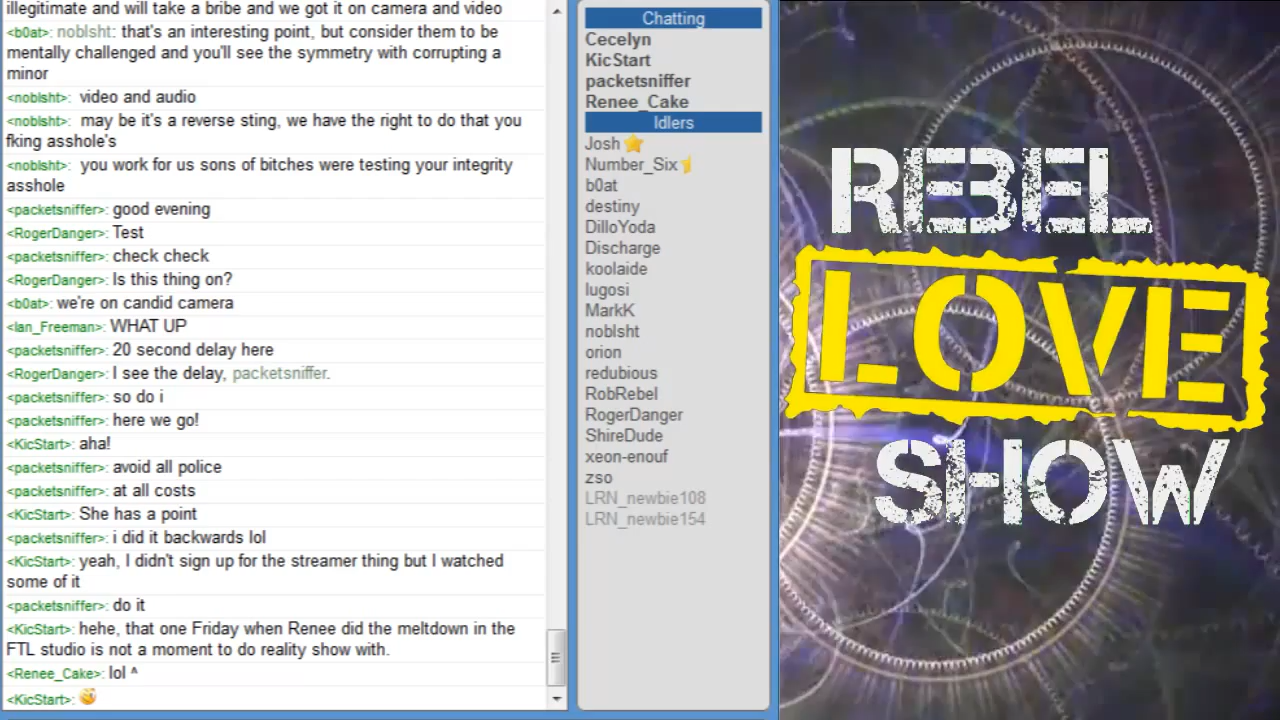 illegitimate and will take a bribe and we got it on camera and video
<b0at>: noblsht: that's an interesting point, but consider them to be
mentally challenged and you'll see the symmetry with corrupting a
minor
<noblsht>: video and audio
<noblsht>: may be it's a reverse sting, we have the right to do that you
fking asshole's
<noblsht>: you work for us sons of bitches were testing your integrity
asshole
<packetsniffer>: good evening
<RogerDanger>: Test
<packetsniffer>: check check
<RogerDanger>: Is this thing on?
<b0at>: we're on candid camera
<Ian_Freeman>: WHAT UP
<packetsniffer>: 20 second delay here
<RogerDanger>: I see the delay, packetsniffer.
<packetsniffer>: so do i
<packetsniffer>: here we go!
<KicStart>: aha!
<packetsniffer>: avoid all police
<packetsniffer>: at all costs
<KicStart>: She has a point
<packetsniffer>: i did it backwards lol
<KicStart>: yeah, I didn't sign up for the streamer thing but I watched
some of it
<packetsniffer>: do it
<KicStart>: hehe, that one Friday when Renee did the meltdown in the
FTL studio is not a moment to do reality show with.
<Renee_Cake>: lol ^
<KicStart>:
Chatting
Cecelyn
KicStart
packetsniffer
Renee_Cake
Idlers
Josh
Number_Six
b0at
destiny
DilloYoda
Discharge
koolaide
lugosi
MarkK
noblsht
orion
redubious
RobRebel
RogerDanger
ShireDude
xeon-enouf
zso
LRN_newbie108
LRN_newbie154
REBEL
LOVE
SHOW